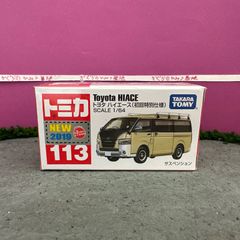 トミカ
Toyota HIACE
トヨタ ハイエース(初回特別仕様)
SCALE 1/64
TAKARA
TOMY
NEW
2019
113
サスペンション